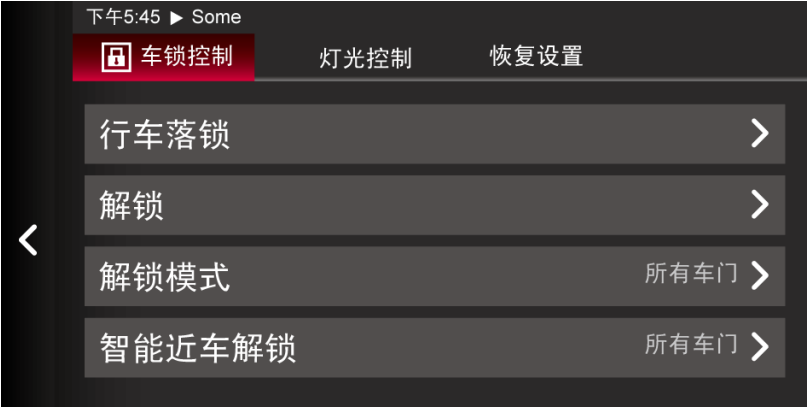 下午5:45 ▶ Some
车锁控制 灯光控制 恢复设置
行车落锁
解锁
解锁模式 所有车门
智能近车解锁 所有车门